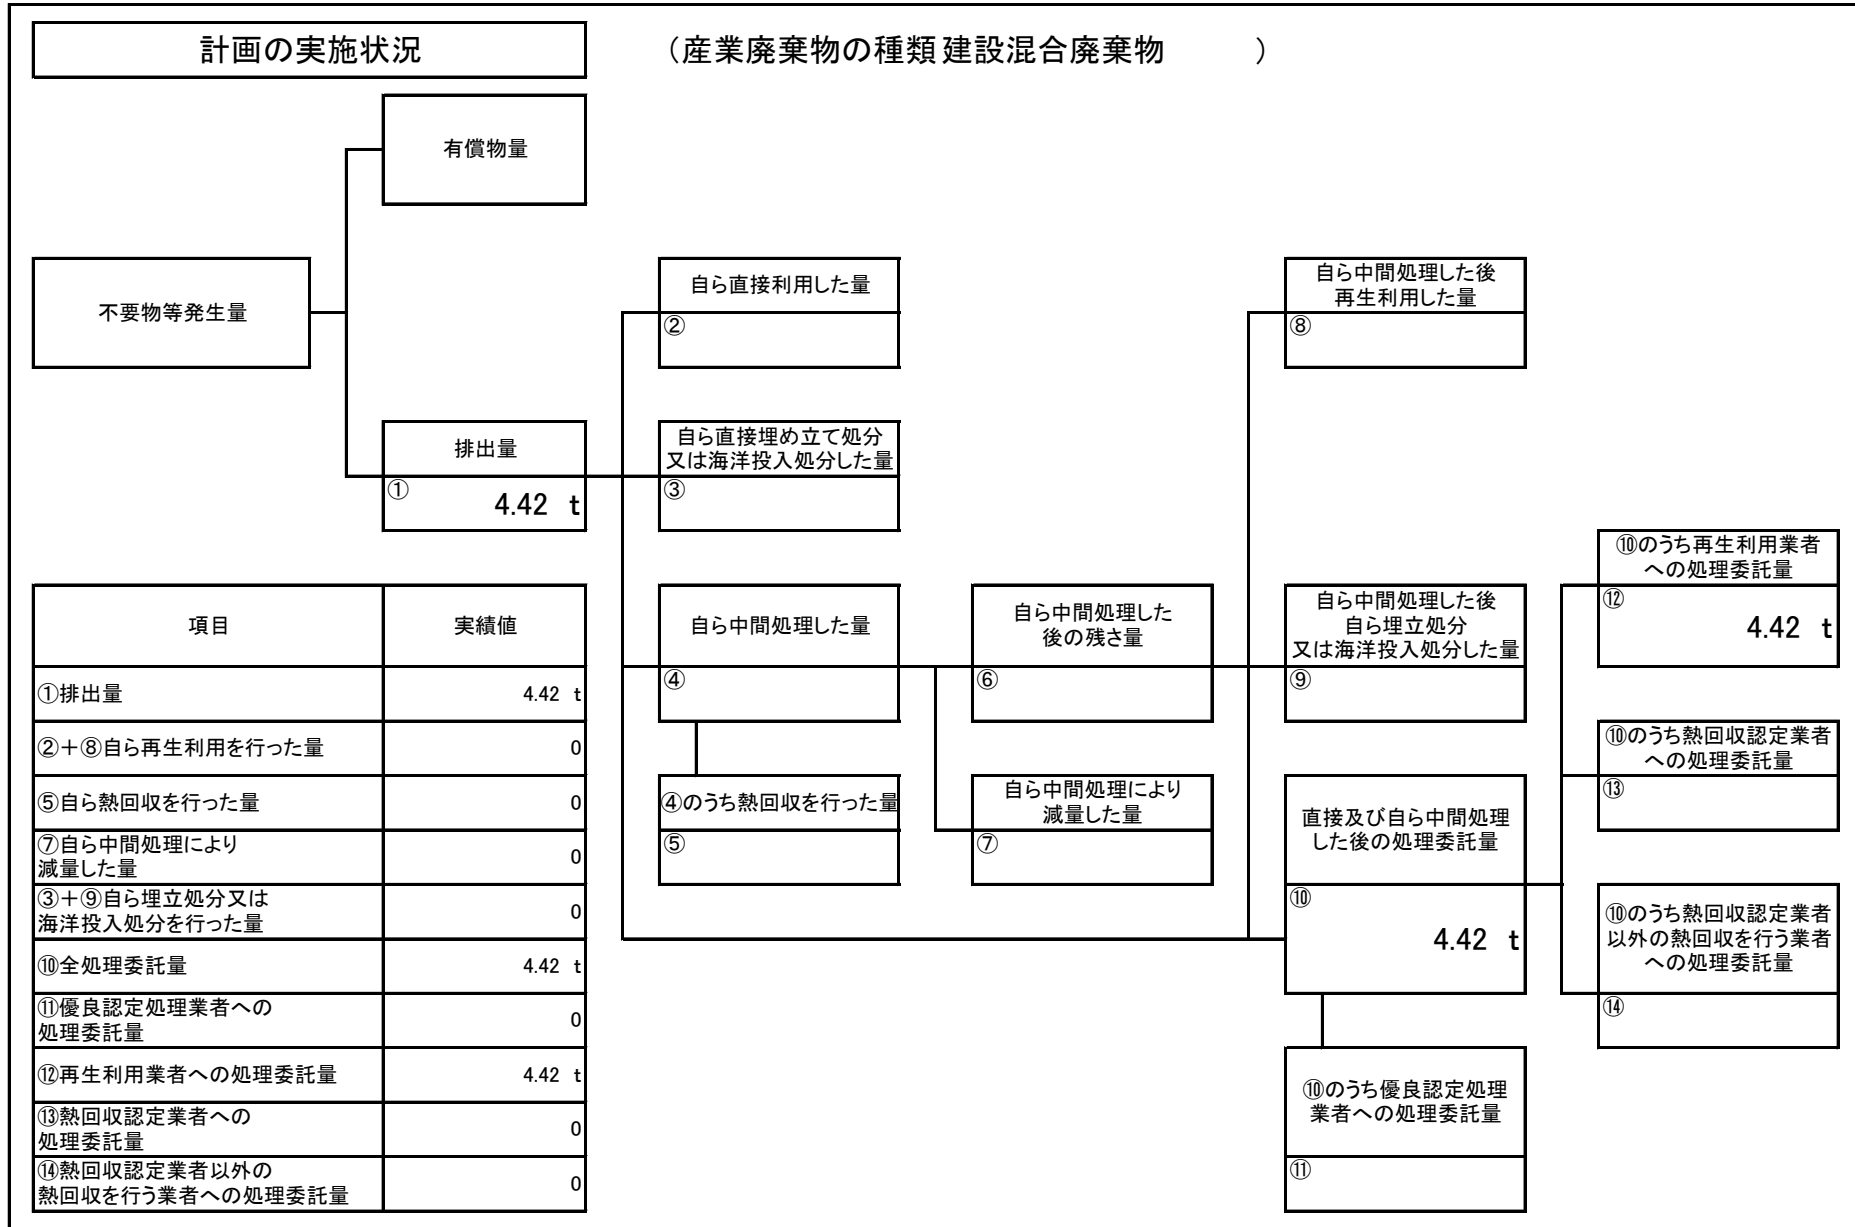 計画の実施状況
（産業廃棄物の種類 建設混合廃棄物　　　）
有償物量
不要物等発生量
自ら直接利用した量
②
自ら中間処理した後
再生利用した量
⑧
排出量
①
4.42 t
自ら直接埋め立て処分
又は海洋投入処分した量
③
⑩のうち再生利用業者
への処理委託量
⑫
4.42 t
自ら中間処理した量
④
自ら中間処理した
後の残さ量
⑥
自ら中間処理した後
自ら埋立処分
又は海洋投入処分した量
⑨
⑩のうち熱回収認定業者
への処理委託量
⑬
④のうち熱回収を行った量
⑤
自ら中間処理により
減量した量
⑦
直接及び自ら中間処理
した後の処理委託量
⑩
4.42 t
⑩のうち熱回収認定業者
以外の熱回収を行う業者
への処理委託量
⑭
⑩のうち優良認定処理
業者への処理委託量
⑪
項目 実績値
①排出量 4.42 t
②＋⑧自ら再生利用を行った量 0
⑤自ら熱回収を行った量 0
⑦自ら中間処理により
減量した量 0
③＋⑨自ら埋立処分又は
海洋投入処分を行った量 0
⑩全処理委託量 4.42 t
⑪優良認定処理業者への
処理委託量 0
⑫再生利用業者への処理委託量 4.42 t
⑬熱回収認定業者への
処理委託量 0
⑭熱回収認定業者以外の
熱回収を行う業者への処理委託量 0